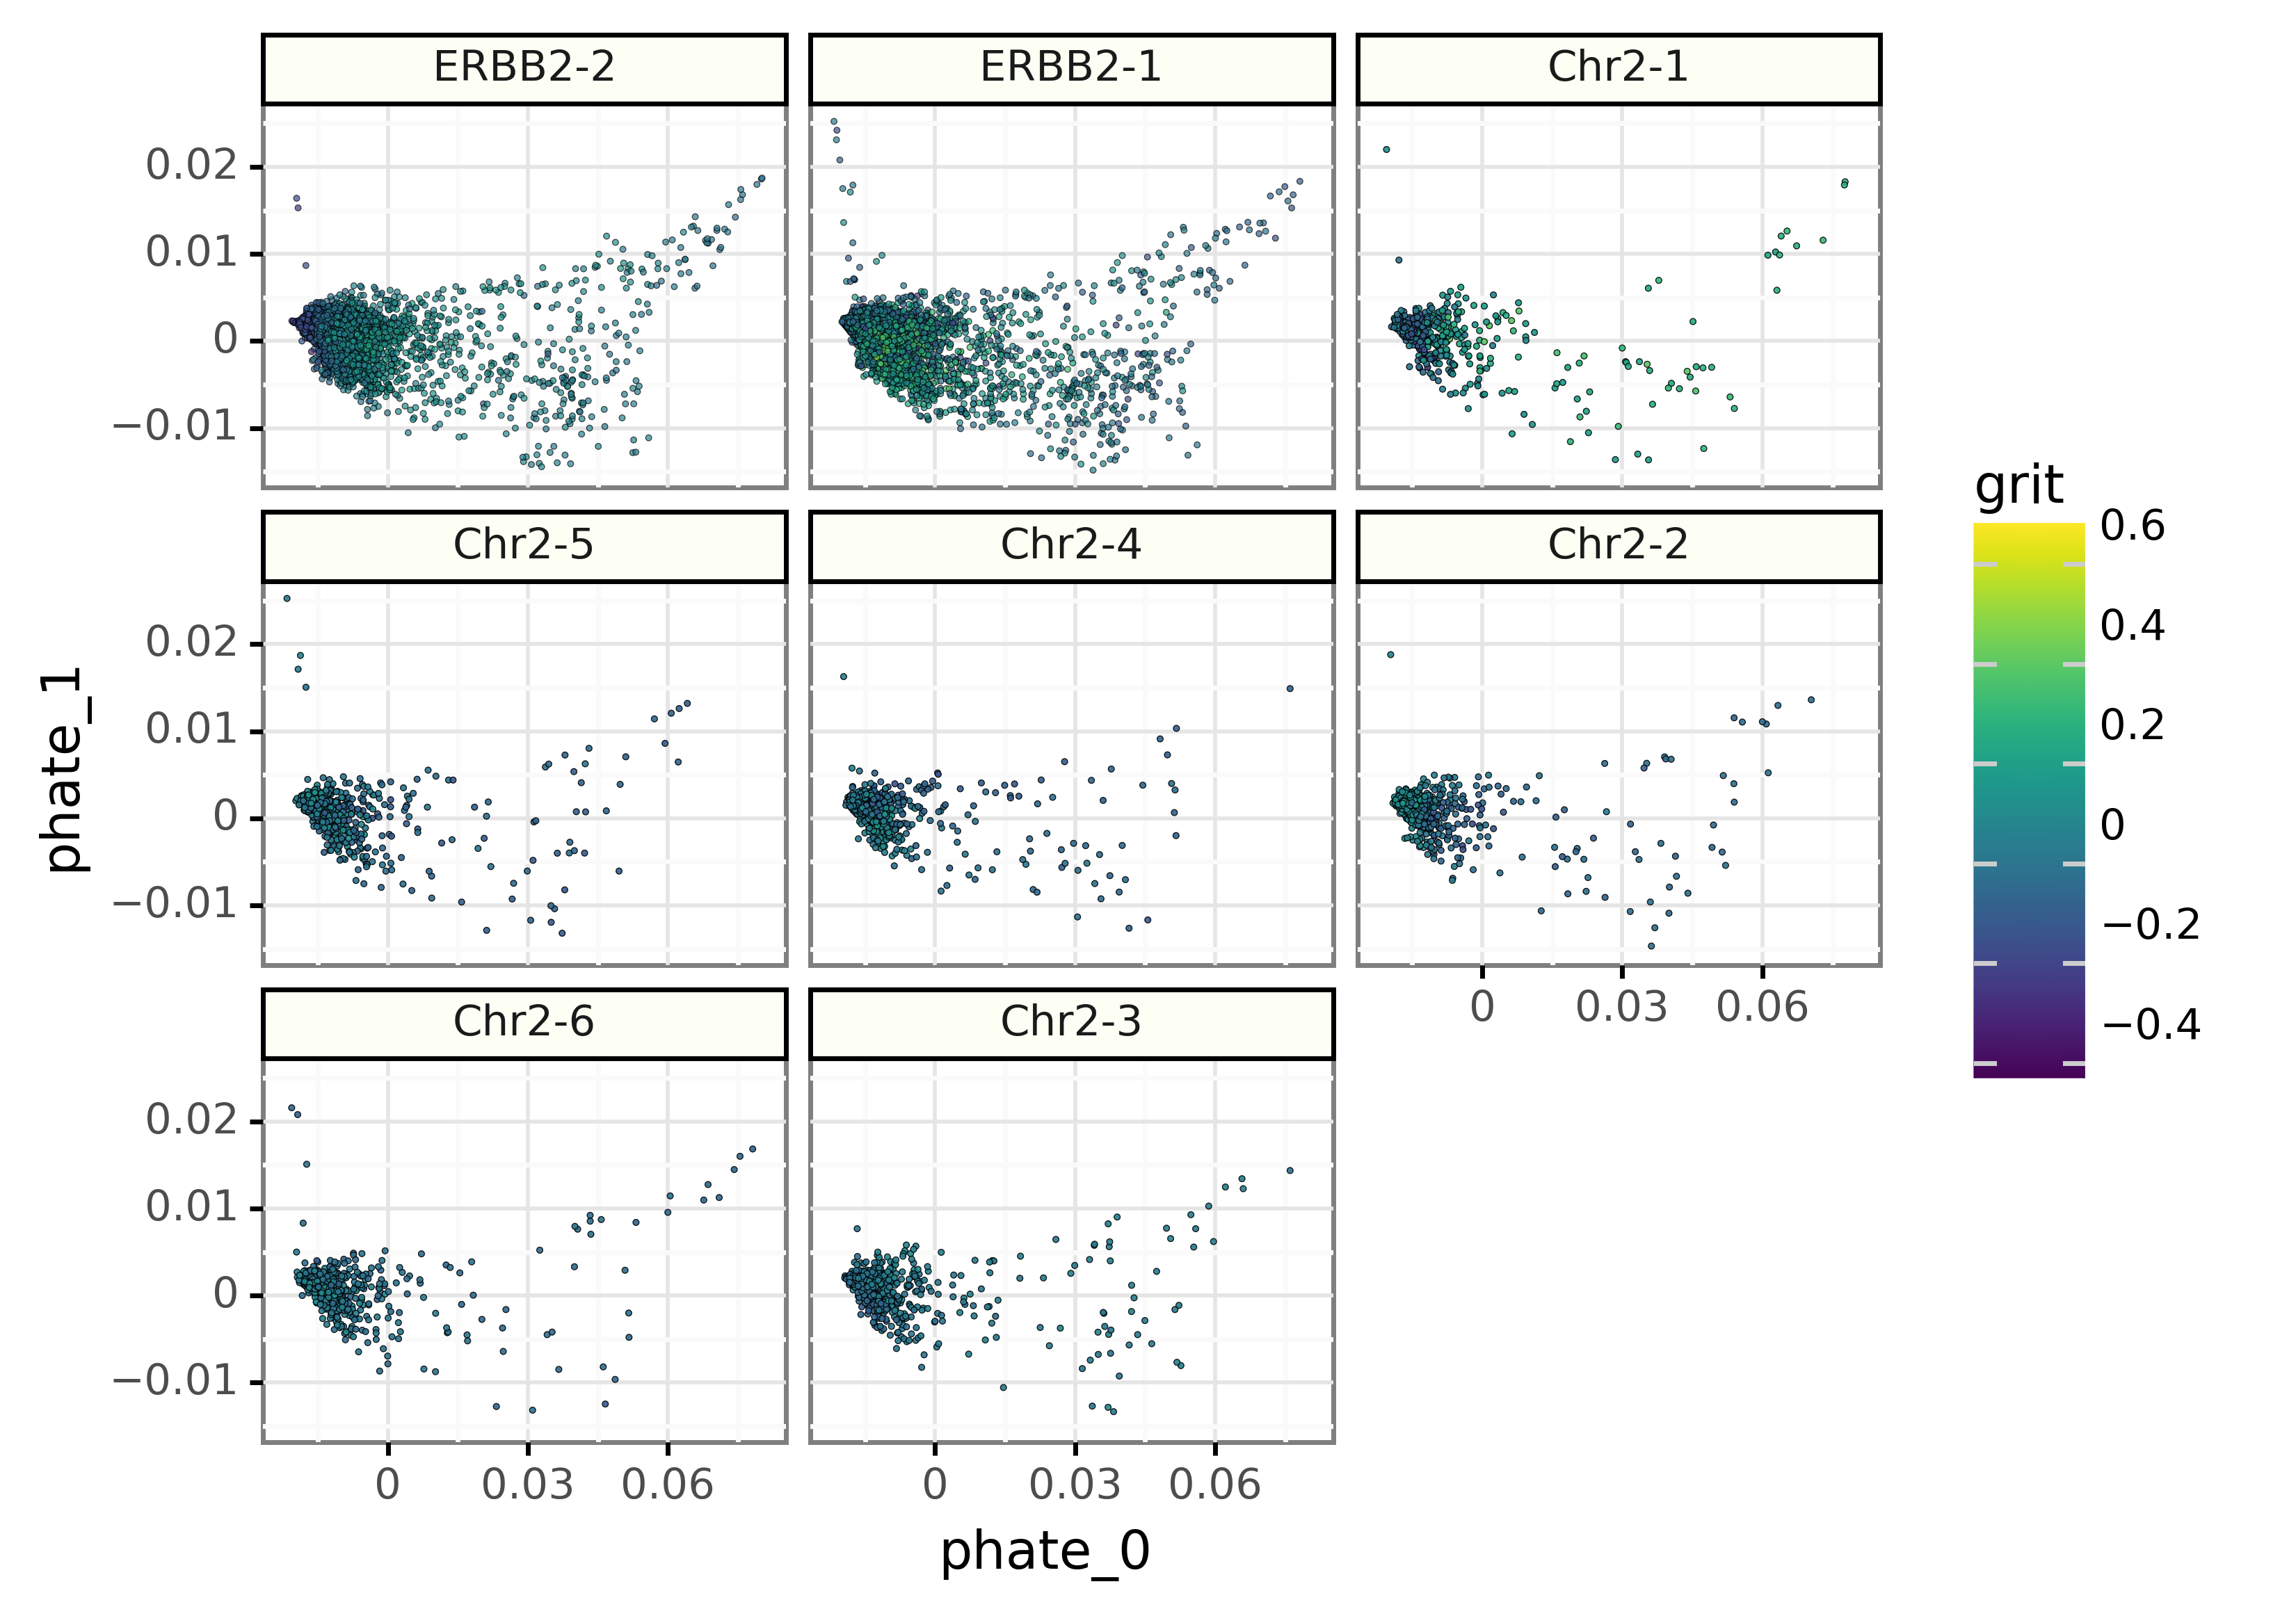 ERBB2-2 ERBB2-1 Chr2-1
0.02
0.01
0
−0.01
Chr2-5 Chr2-4 Chr2-2
0.02
0.01
0
−0.01
0 0.03 0.06
Chr2-6 Chr2-3
0.02
0.01
0
−0.01
0 0.03 0.06 0 0.03 0.06
phate_0
phate_1
grit
0.6
0.4
0.2
0
−0.2
−0.4